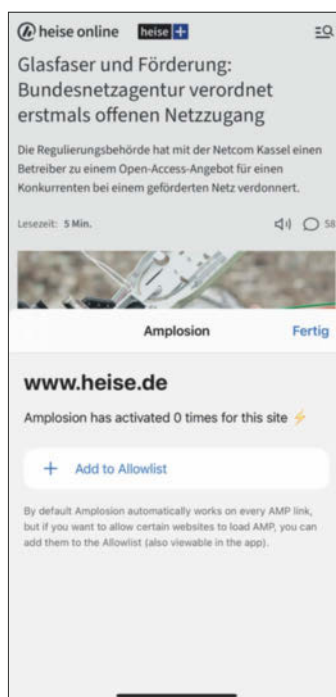 heise online heise +
Glasfaser und Förderung:
Bundesnetzagentur verordnet
erstmals offenen Netzzugang
Die Regulierungsbehörde hat mit der Netcom Kassel einen
Betreiber zu einem Open-Access-Angebot für einen
Konkurrenten bei einem geförderten Netz verdonnert.
Lesezeit: 5 Min. 58
Amplosion Fertig
www.heise.de
Amplosion has activated 0 times for this site ⚡
+ Add to Allowlist
By default Amplosion automatically works on every AMP link,
but if you want to allow certain websites to load AMP, you can
add them to the Allowlist (also viewable in the app).